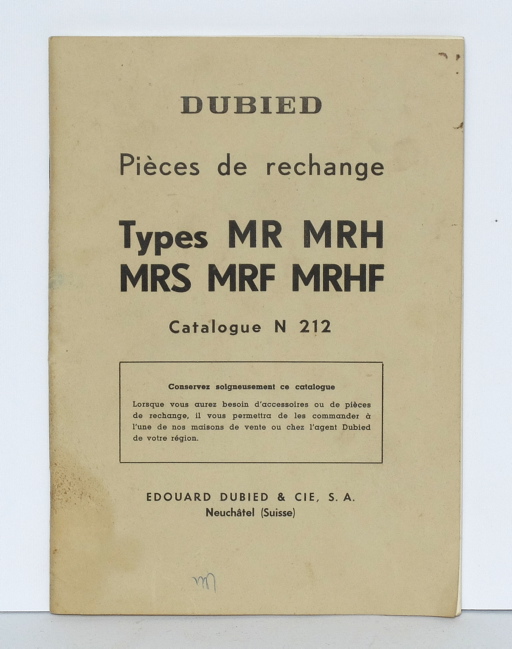 DUBIED
Pièces de rechange
Types MR MRH
MRS MRF MRHF
Catalogue N 212
Conservez soigneusement ce catalogue
Lorsque vous aurez besoin d'accessoires ou de pièces
de rechange, il vous permettra de les commander à
l'une de nos maisons de vente ou chez l'agent Dubied
de votre région.
EDOUARD DUBIED & CIE, S. A.
Neuchâtel (Suisse)